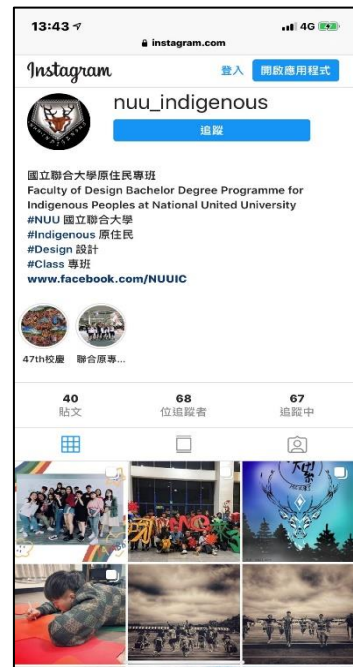 13:43
4G
instagram.com
Instagram
登入
開啟應用程式
nuu_indigenous
追蹤
國立聯合大學原住民專班
Faculty of Design Bachelor Degree Programme for
Indigenous Peoples at National United University
#NUU 國立聯合大學
#Indigenous 原住民
#Design 設計
#Class 專班
www.facebook.com/NUUIC
47th校慶
聯合原專...
40
貼文
68
位追蹤者
67
追蹤中